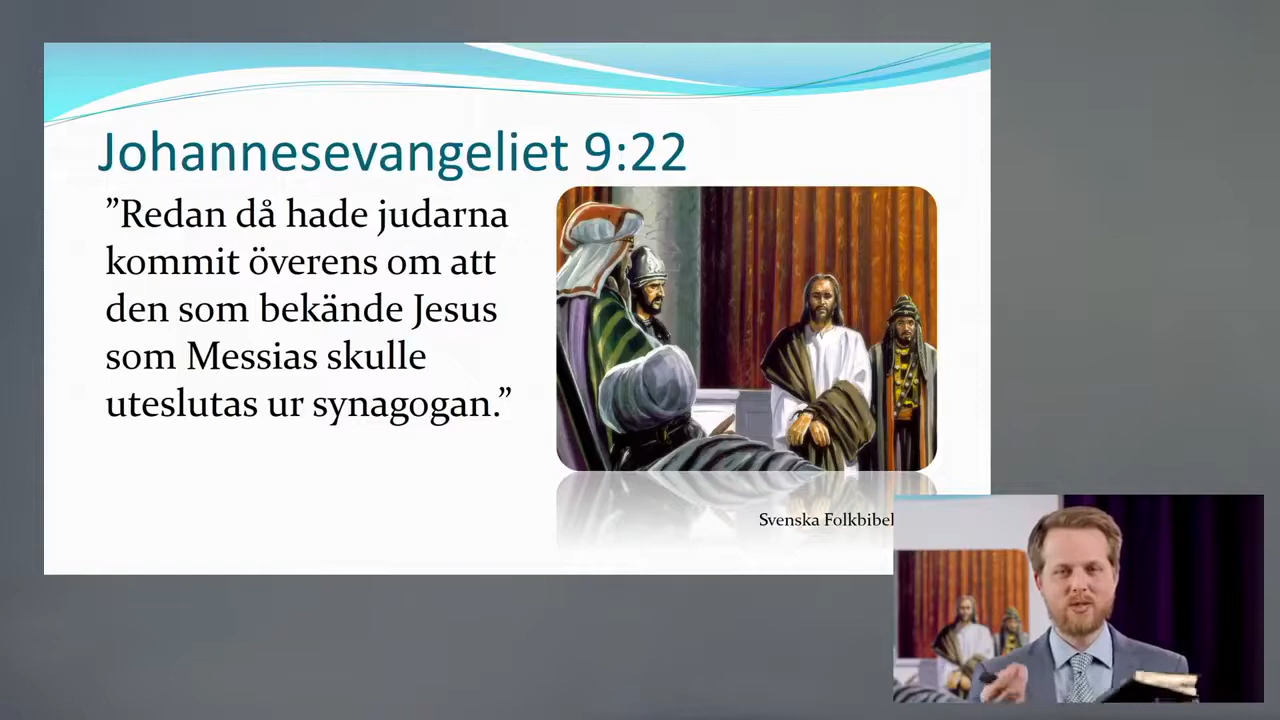 Johannesevangeliet 9:22
”Redan då hade judarna
kommit överens om att
den som bekände Jesus
som Messias skulle
uteslutas ur synagogan.”
Svenska Folkbibel